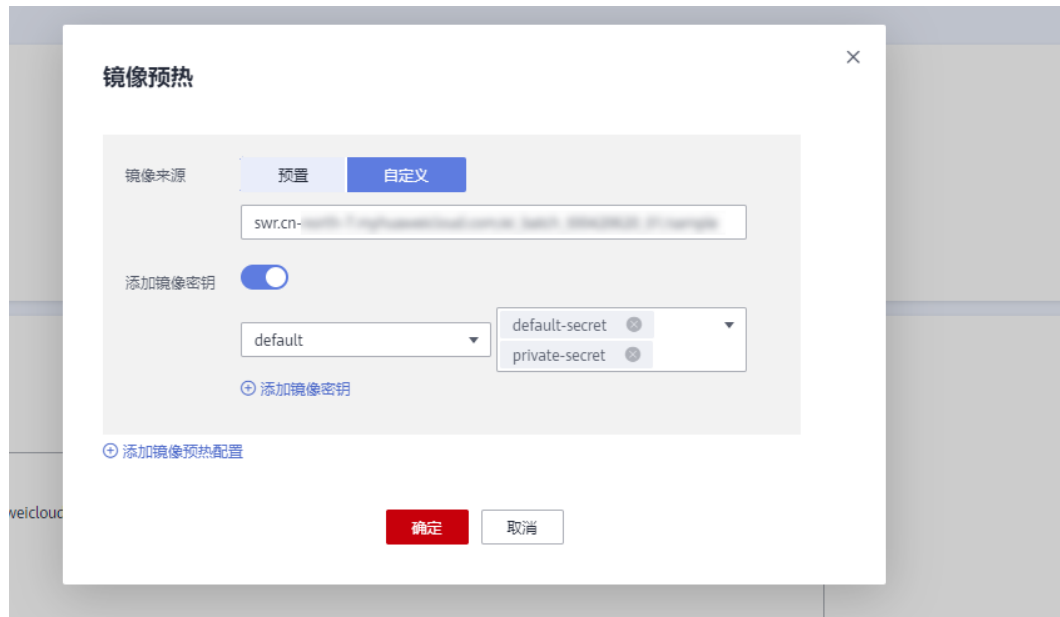 镜像预热
镜像来源 预置 自定义
swr.cn-
添加镜像密钥
default default-secret
private-secret
添加镜像密钥
添加镜像预热配置
weicloud
确定 取消